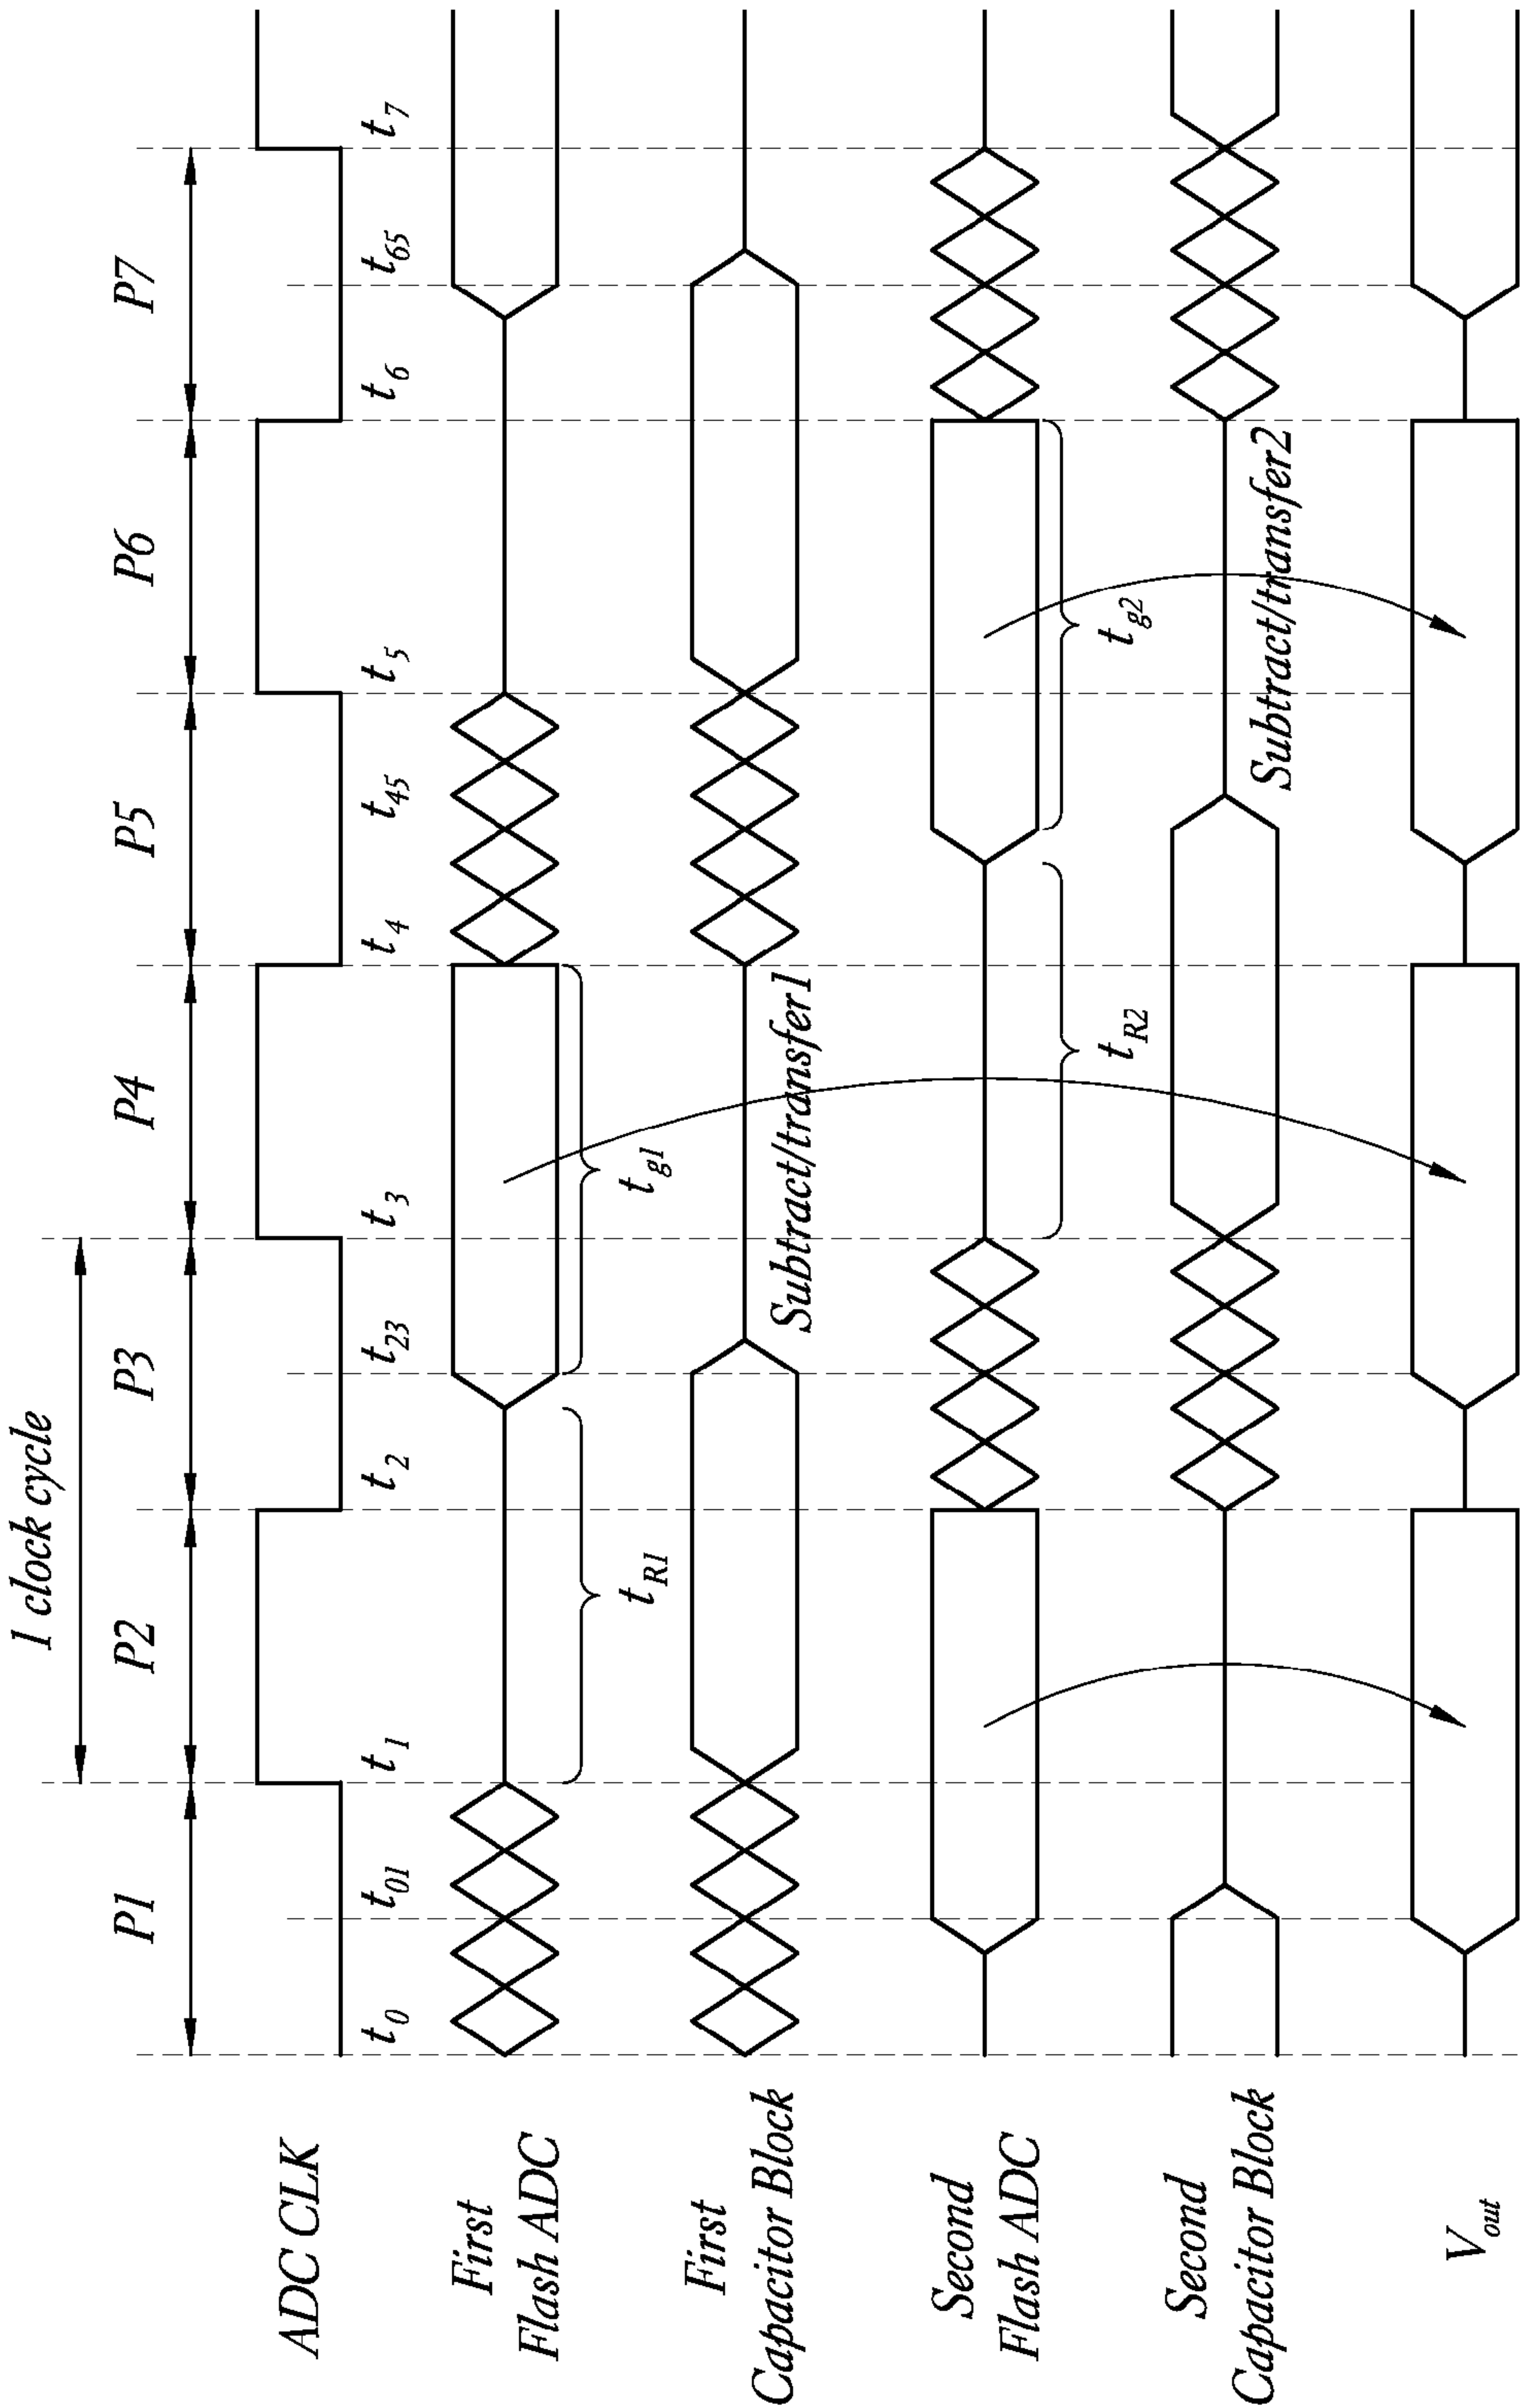 1 clock cycle
P1
P2
P3
P4
P5
P6
P7
ADC CLK
t0
t01
t1
t2
t23
t3
t4
t45
t5
t6
t65
t7
First
Flash ADC
tR1
tg1
First
Capacitor Block
Subtract/transfer1
Second
Flash ADC
tR2
tg2
Second
Capacitor Block
Subtract/transfer2
Vout